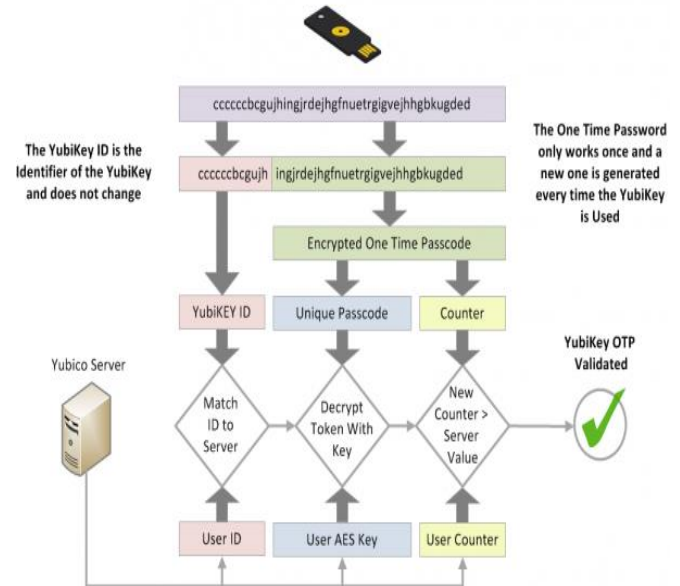 ccccccbcgujhingjrdejhgfnuetrgigvejhhgbkugded
The YubiKey ID is the
Identifier of the YubiKey
and does not change
ccccccbcgujh ingjrdejhgfnuetrgigvejhhgbkugded
The One Time Password
only works once and a
new one is generated
every time the YubiKey
is Used
Encrypted One Time Passcode
YubiKEY ID
Unique Passcode
Counter
Yubico Server
Match
ID to
Server
Decrypt
Token With
Key
New
Counter >
Server
Value
YubiKey OTP
Validated
User ID
User AES Key
User Counter